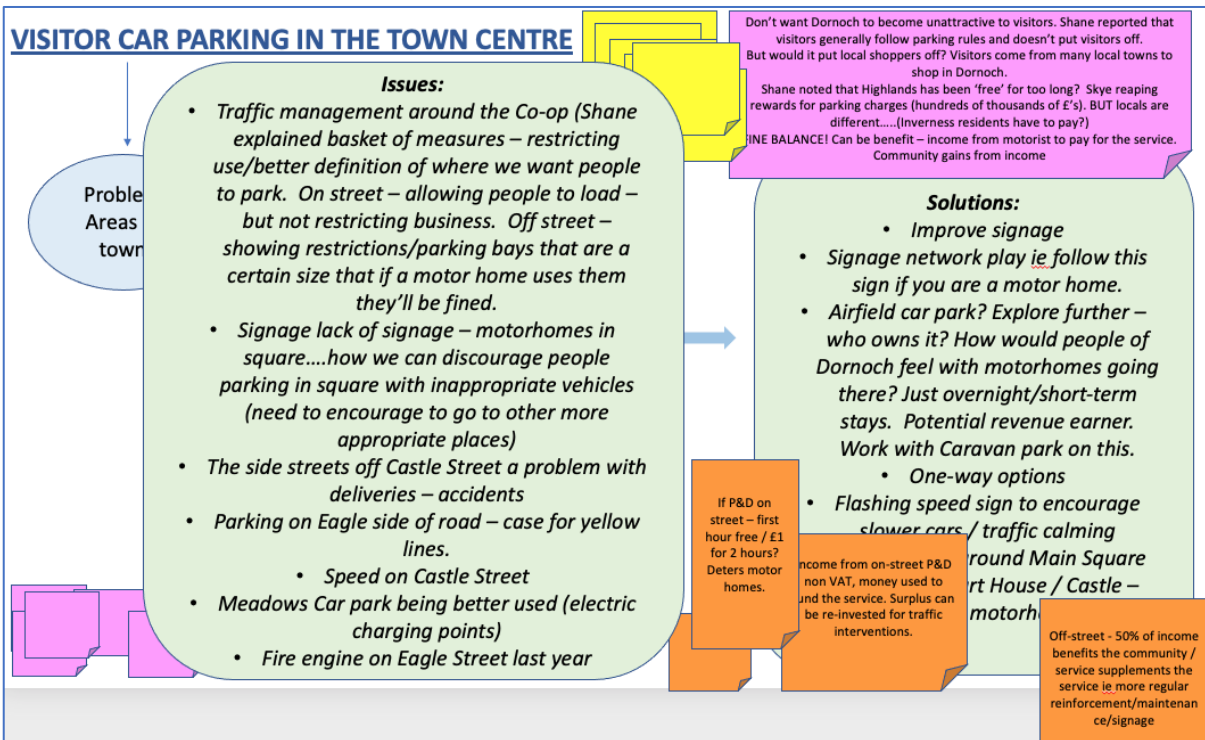 VISITOR CAR PARKING IN THE TOWN CENTRE
Don't want Dornoch to become unattractive to visitors. Shane reported that
visitors generally follow parking rules and doesn't put visitors off.
But would it put local shoppers off? Visitors come from many local towns to
shop in Dornoch.
Shane noted that Highlands has been 'free' for too long? Skye reaping
rewards for parking charges (hundreds of thousands of £'s). BUT locals are
different.....(Inverness residents have to pay?)
FINE BALANCE! Can be benefit – income from motorist to pay for the service.
Community gains from income
Areas
town
Issues:
• Traffic management around the Co-op (Shane
explained basket of measures – restricting
use/better definition of where we want people
to park. On street – allowing people to load –
but not restricting business. Off street –
showing restrictions/parking bays that are a
certain size that if a motor home uses them
they'll be fined.
• Signage lack of signage – motorhomes in
square....how we can discourage people
parking in square with inappropriate vehicles
(need to encourage to go to other more
appropriate places)
• The side streets off Castle Street a problem with
deliveries – accidents
• Parking on Eagle side of road – case for yellow
lines.
• Speed on Castle Street
• Meadows Car park being better used (electric
charging points)
• Fire engine on Eagle Street last year
Solutions:
• Improve signage
• Signage network play ie follow this
sign if you are a motor home.
• Airfield car park? Explore further –
who owns it? How would people of
Dornoch feel with motorhomes going
there? Just overnight/short-term
stays. Potential revenue earner.
Work with Caravan park on this.
• One-way options
• Flashing speed sign to encourage
slower cars / traffic calming
around Main Square
House / Castle –
If P&D on
street – first
hour free / £1
for 2 hours?
Deters motor
homes.
income from on-street P&D
non VAT, money used to
fund the service. Surplus can
be re-invested for traffic
interventions.
Off-street - 50% of income
benefits the community /
service supplements the
service ie more regular
reinforcement/maintenan
ce/signage